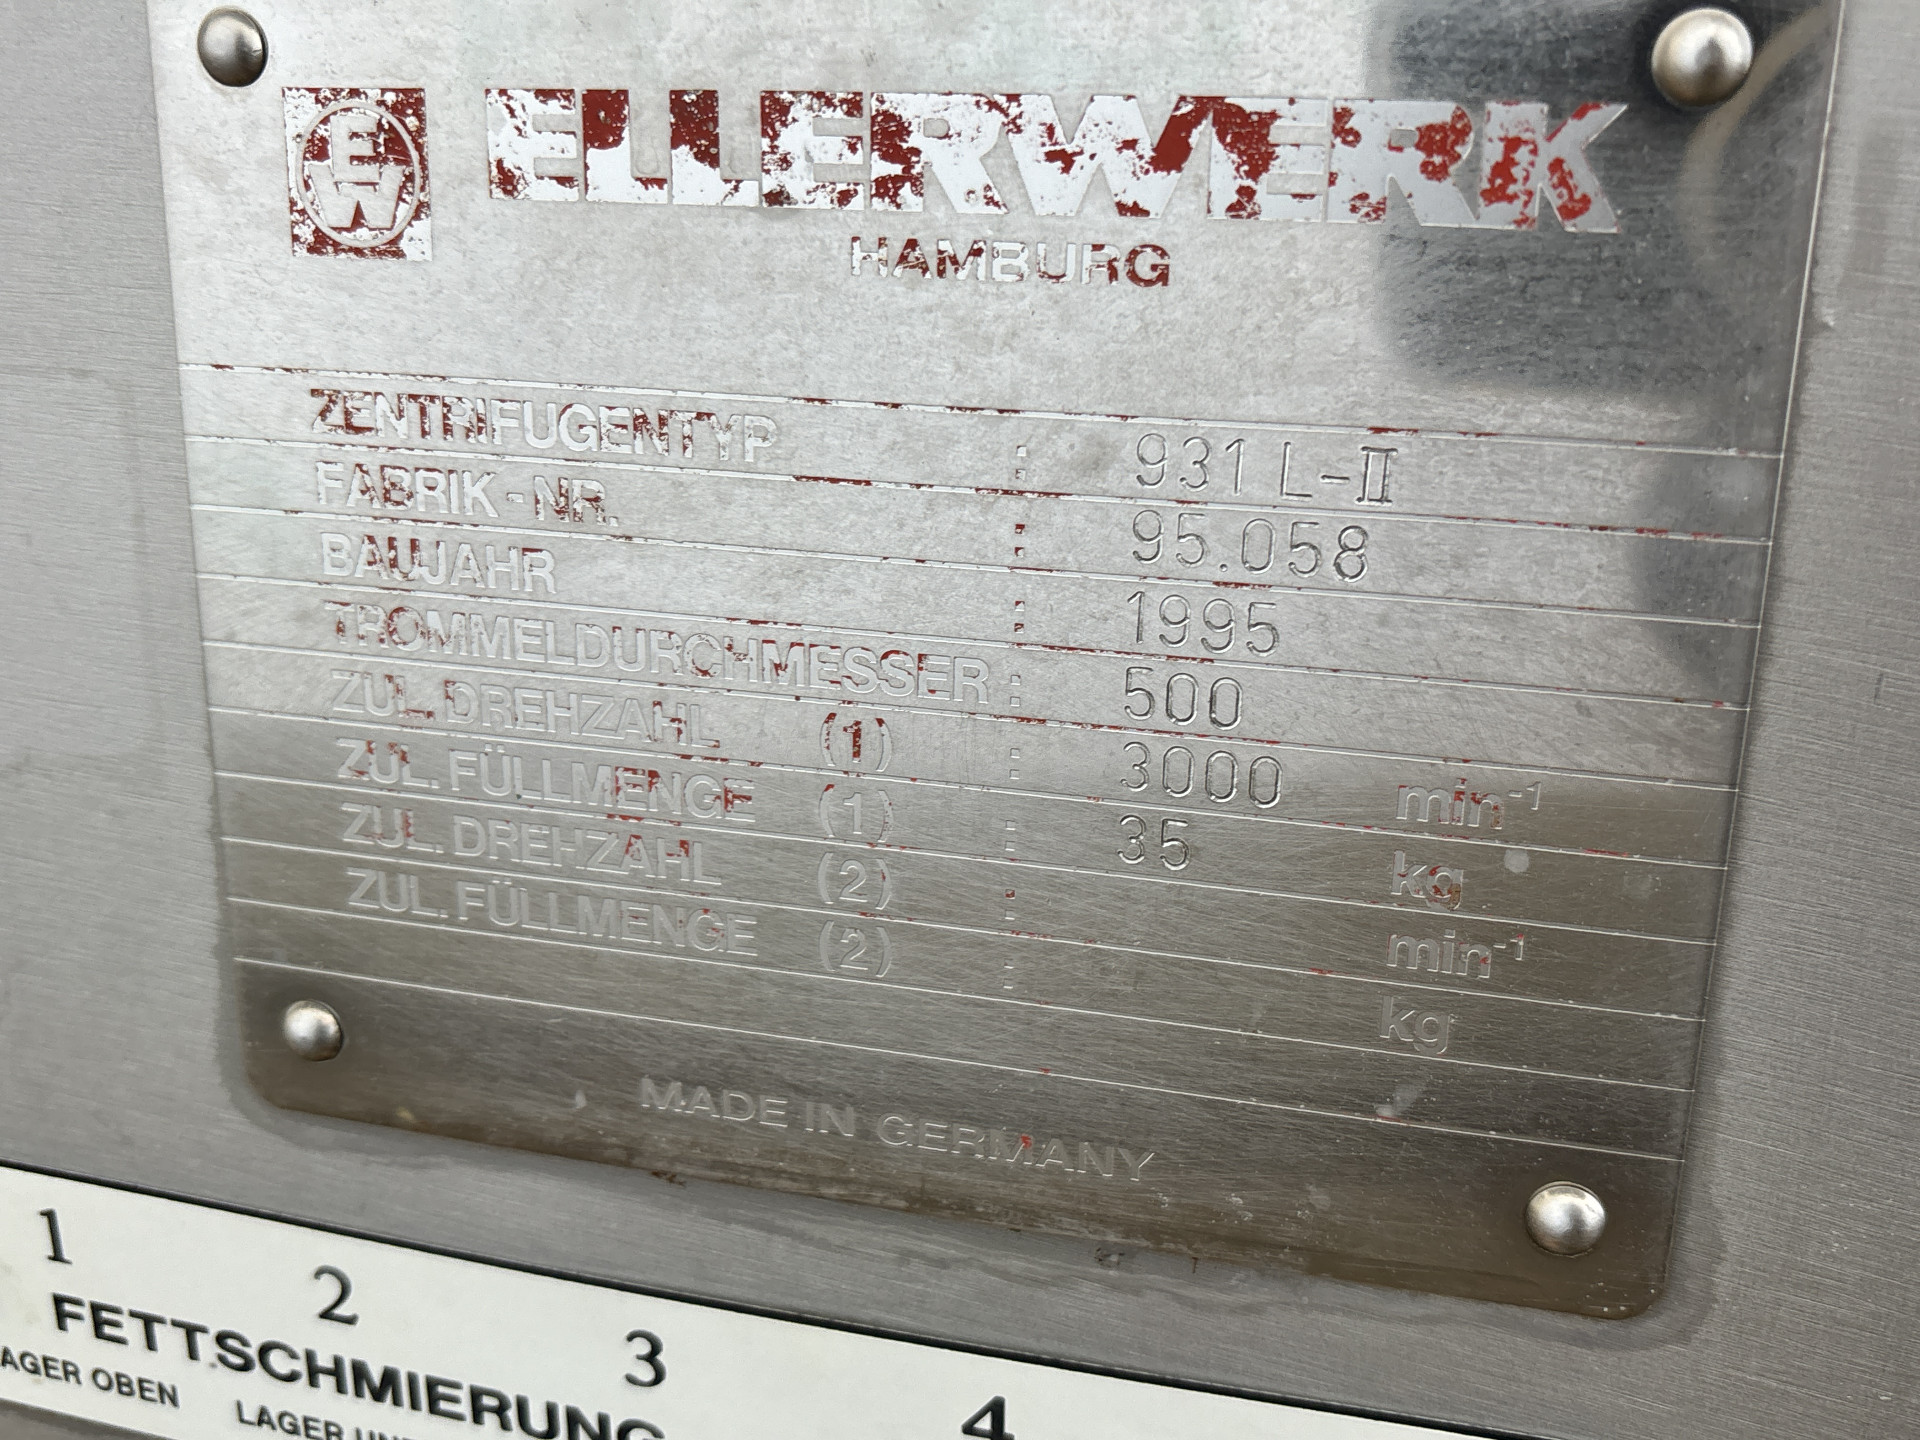 EW
ELLERWERK
HAMBURG
ZENTRIFUGENTYP : 931 L-II
FABRIK - NR. : 95.058
BAUJAHR : 1995
TROMMELDURCHMESSER : 500
ZUL. DREHZAHL (1) : 3000 min⁻¹
ZUL. FÜLLMENGE (1) : 35 kg
ZUL. DREHZAHL (2) : min⁻¹
ZUL. FÜLLMENGE (2) : kg
MADE IN GERMANY
1 2 3 4
FETTSCHMIERUNG
AGER OBEN LAGER UN